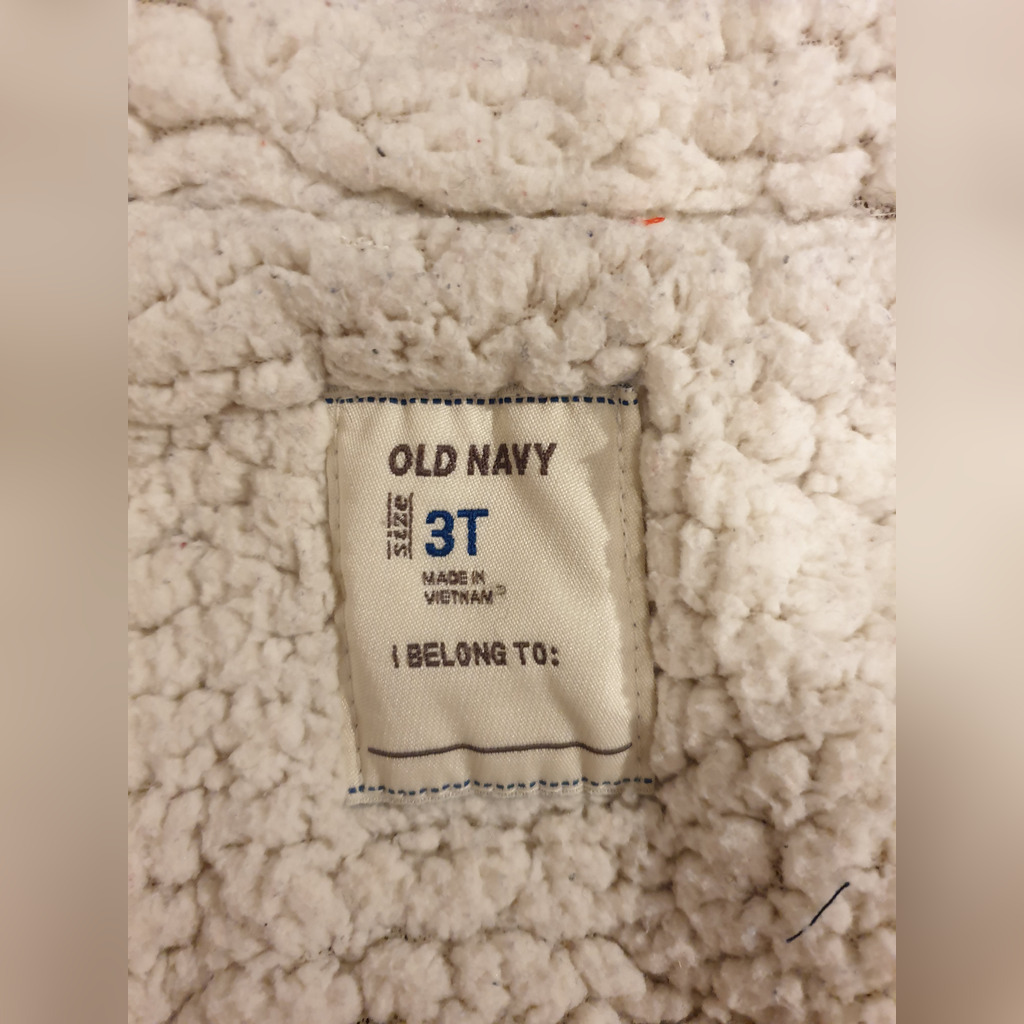 OLD NAVY
size 3T
MADE IN
VIETNAM
I BELONG TO: